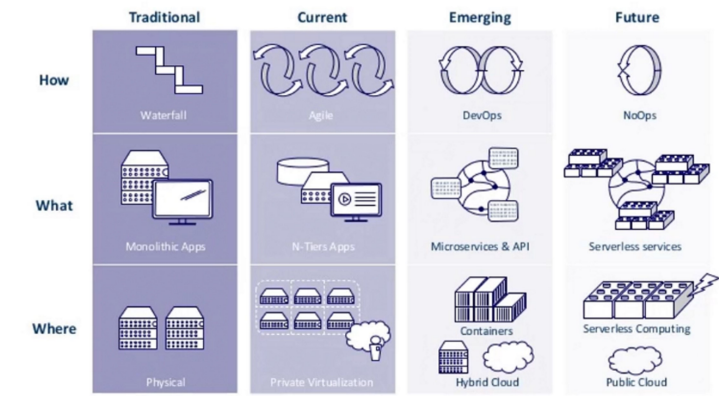 Traditional
Current
Emerging
Future
How
Waterfall
Agile
DevOps
NoOps
What
Monolithic Apps
N-Tiers Apps
Microservices & API
Serverless services
Where
Containers
Serverless Computing
Physical
Private Virtualization
Hybrid Cloud
Public Cloud